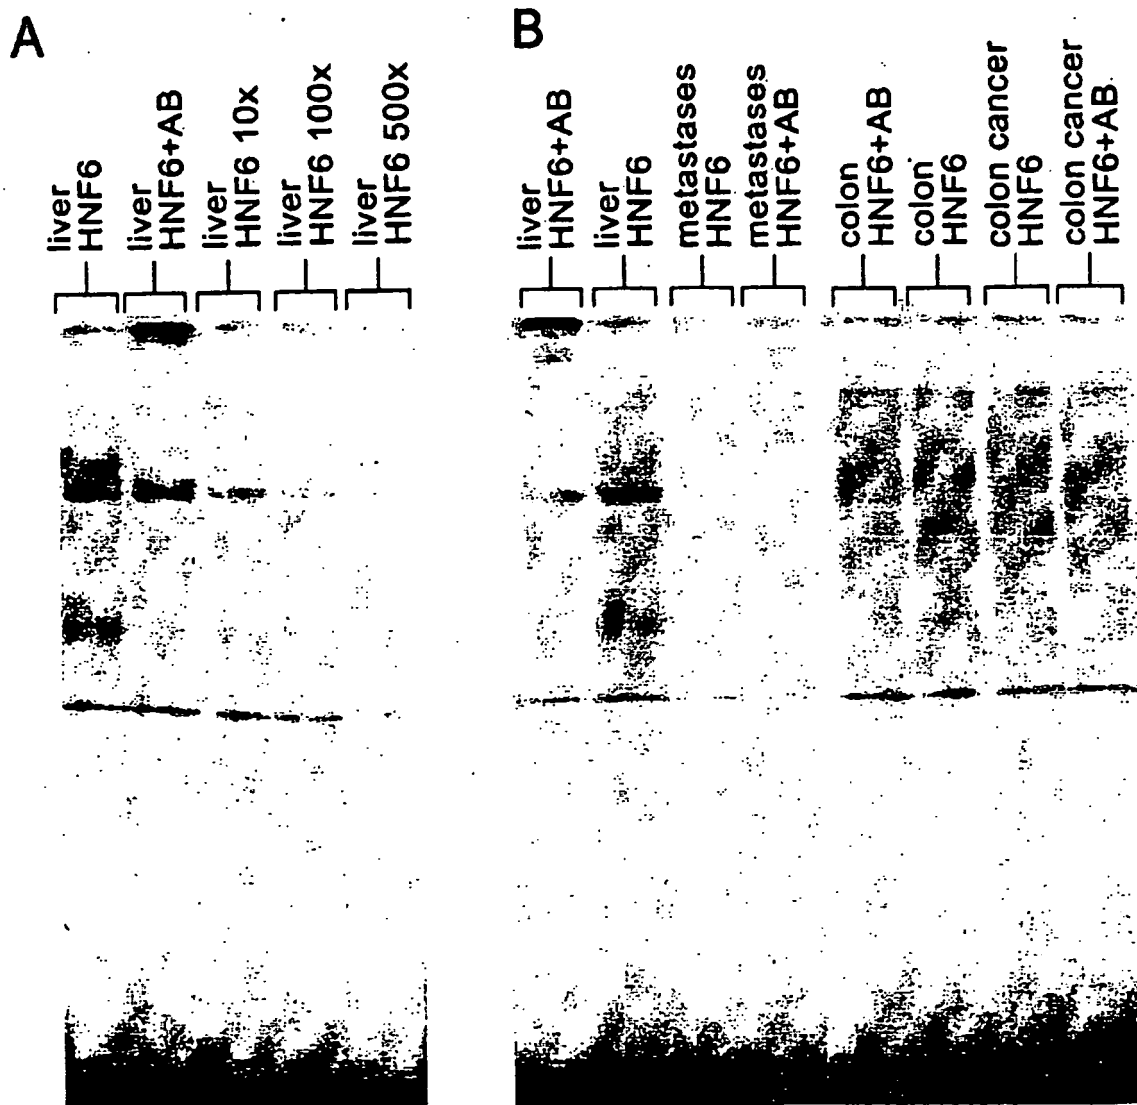 A
liver
HNF6
liver
HNF6+AB
liver
HNF6 10x
liver
HNF6 100x
liver
HNF6 500x
B
liver
HNF6+AB
liver
HNF6
metastases
HNF6
metastases
HNF6+AB
colon
HNF6+AB
colon
HNF6
colon cancer
HNF6
colon cancer
HNF6+AB